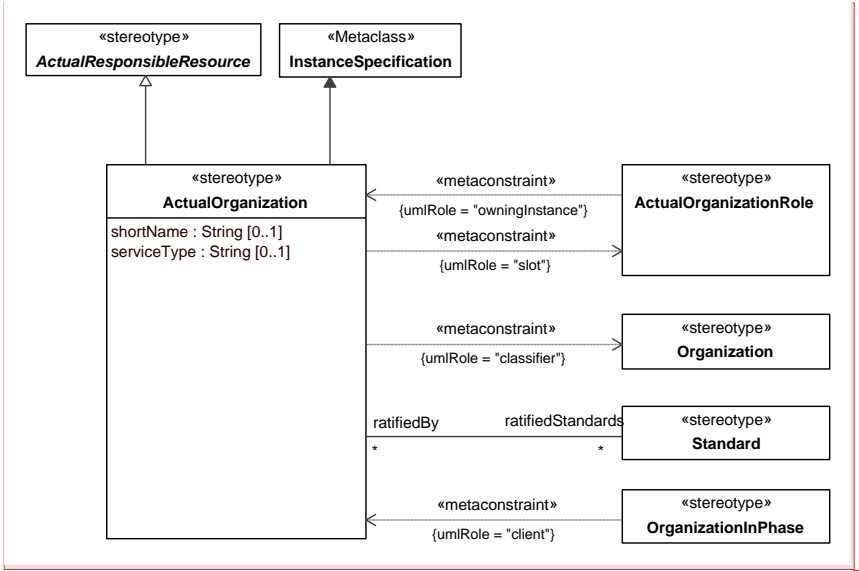 «stereotype»
ActualResponsibleResource
«Metaclass»
InstanceSpecification
«stereotype»
ActualOrganization
shortName : String [0..1]
serviceType : String [0..1]
«metaconstraint»
{umlRole = "owningInstance"}
«metaconstraint»
{umlRole = "slot"}
«stereotype»
ActualOrganizationRole
«metaconstraint»
{umlRole = "classifier"}
«stereotype»
Organization
ratifiedBy
ratifiedStandards
*
*
«stereotype»
Standard
«metaconstraint»
{umlRole = "client"}
«stereotype»
OrganizationInPhase